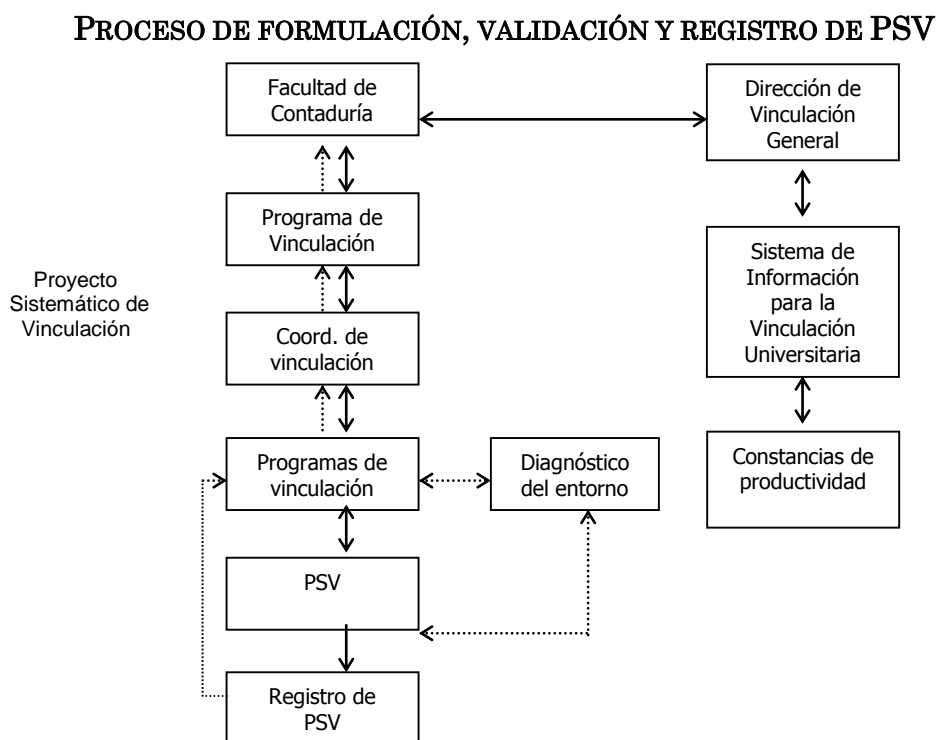 PROCESO DE FORMULACIÓN, VALIDACIÓN Y REGISTRO DE PSV
Facultad de
Contaduría
Dirección de
Vinculación
General
Programa de
Vinculación
Proyecto
Sistemático de
Vinculación
Sistema de
Información
para la
Vinculación
Universitaria
Coord. de
vinculación
Programas de
vinculación
Diagnóstico
del entorno
Constancias de
productividad
PSV
Registro de
PSV